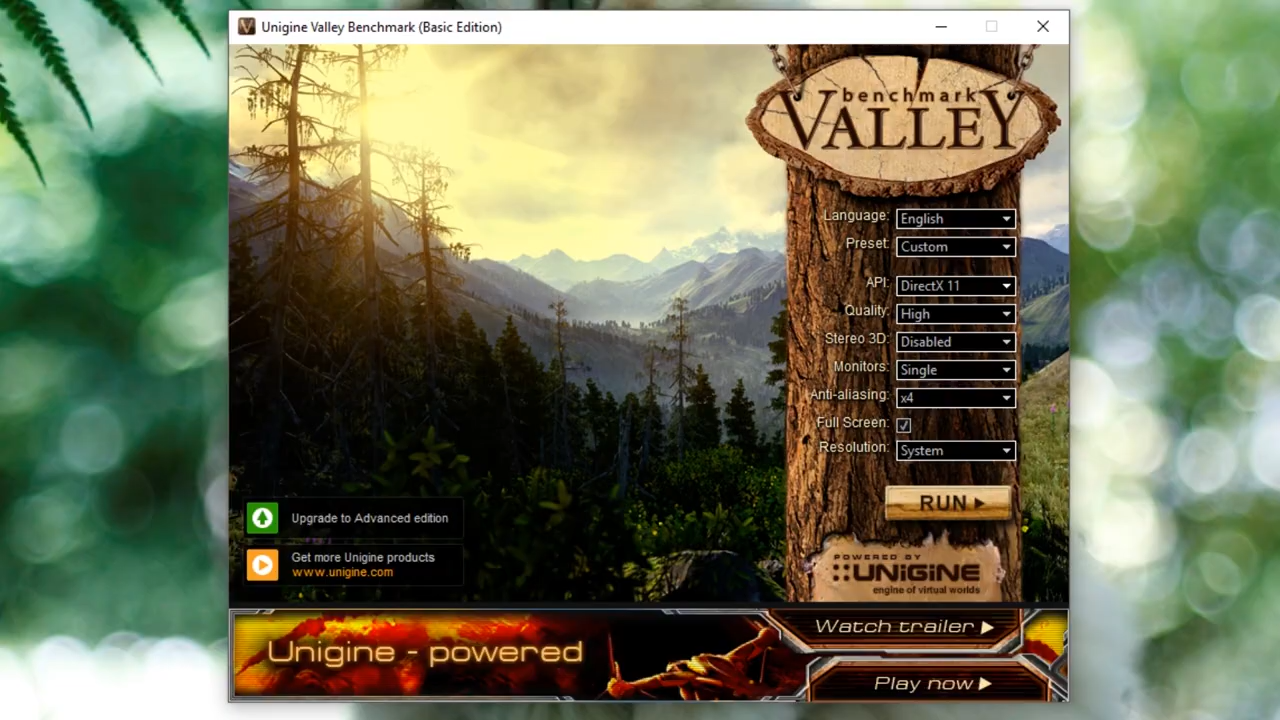 Unigine Valley Benchmark (Basic Edition)
benchmark
VALLEY
Language: English
Preset: Custom
API: DirectX 11
Quality: High
Stereo 3D: Disabled
Monitors: Single
Anti-aliasing: x4
Full Screen:
Resolution: System
RUN
Upgrade to Advanced edition
Get more Unigine products
www.unigine.com
POWERED BY
UNiGiNE
engine of virtual worlds
Unigine - powered
Watch trailer
Play now